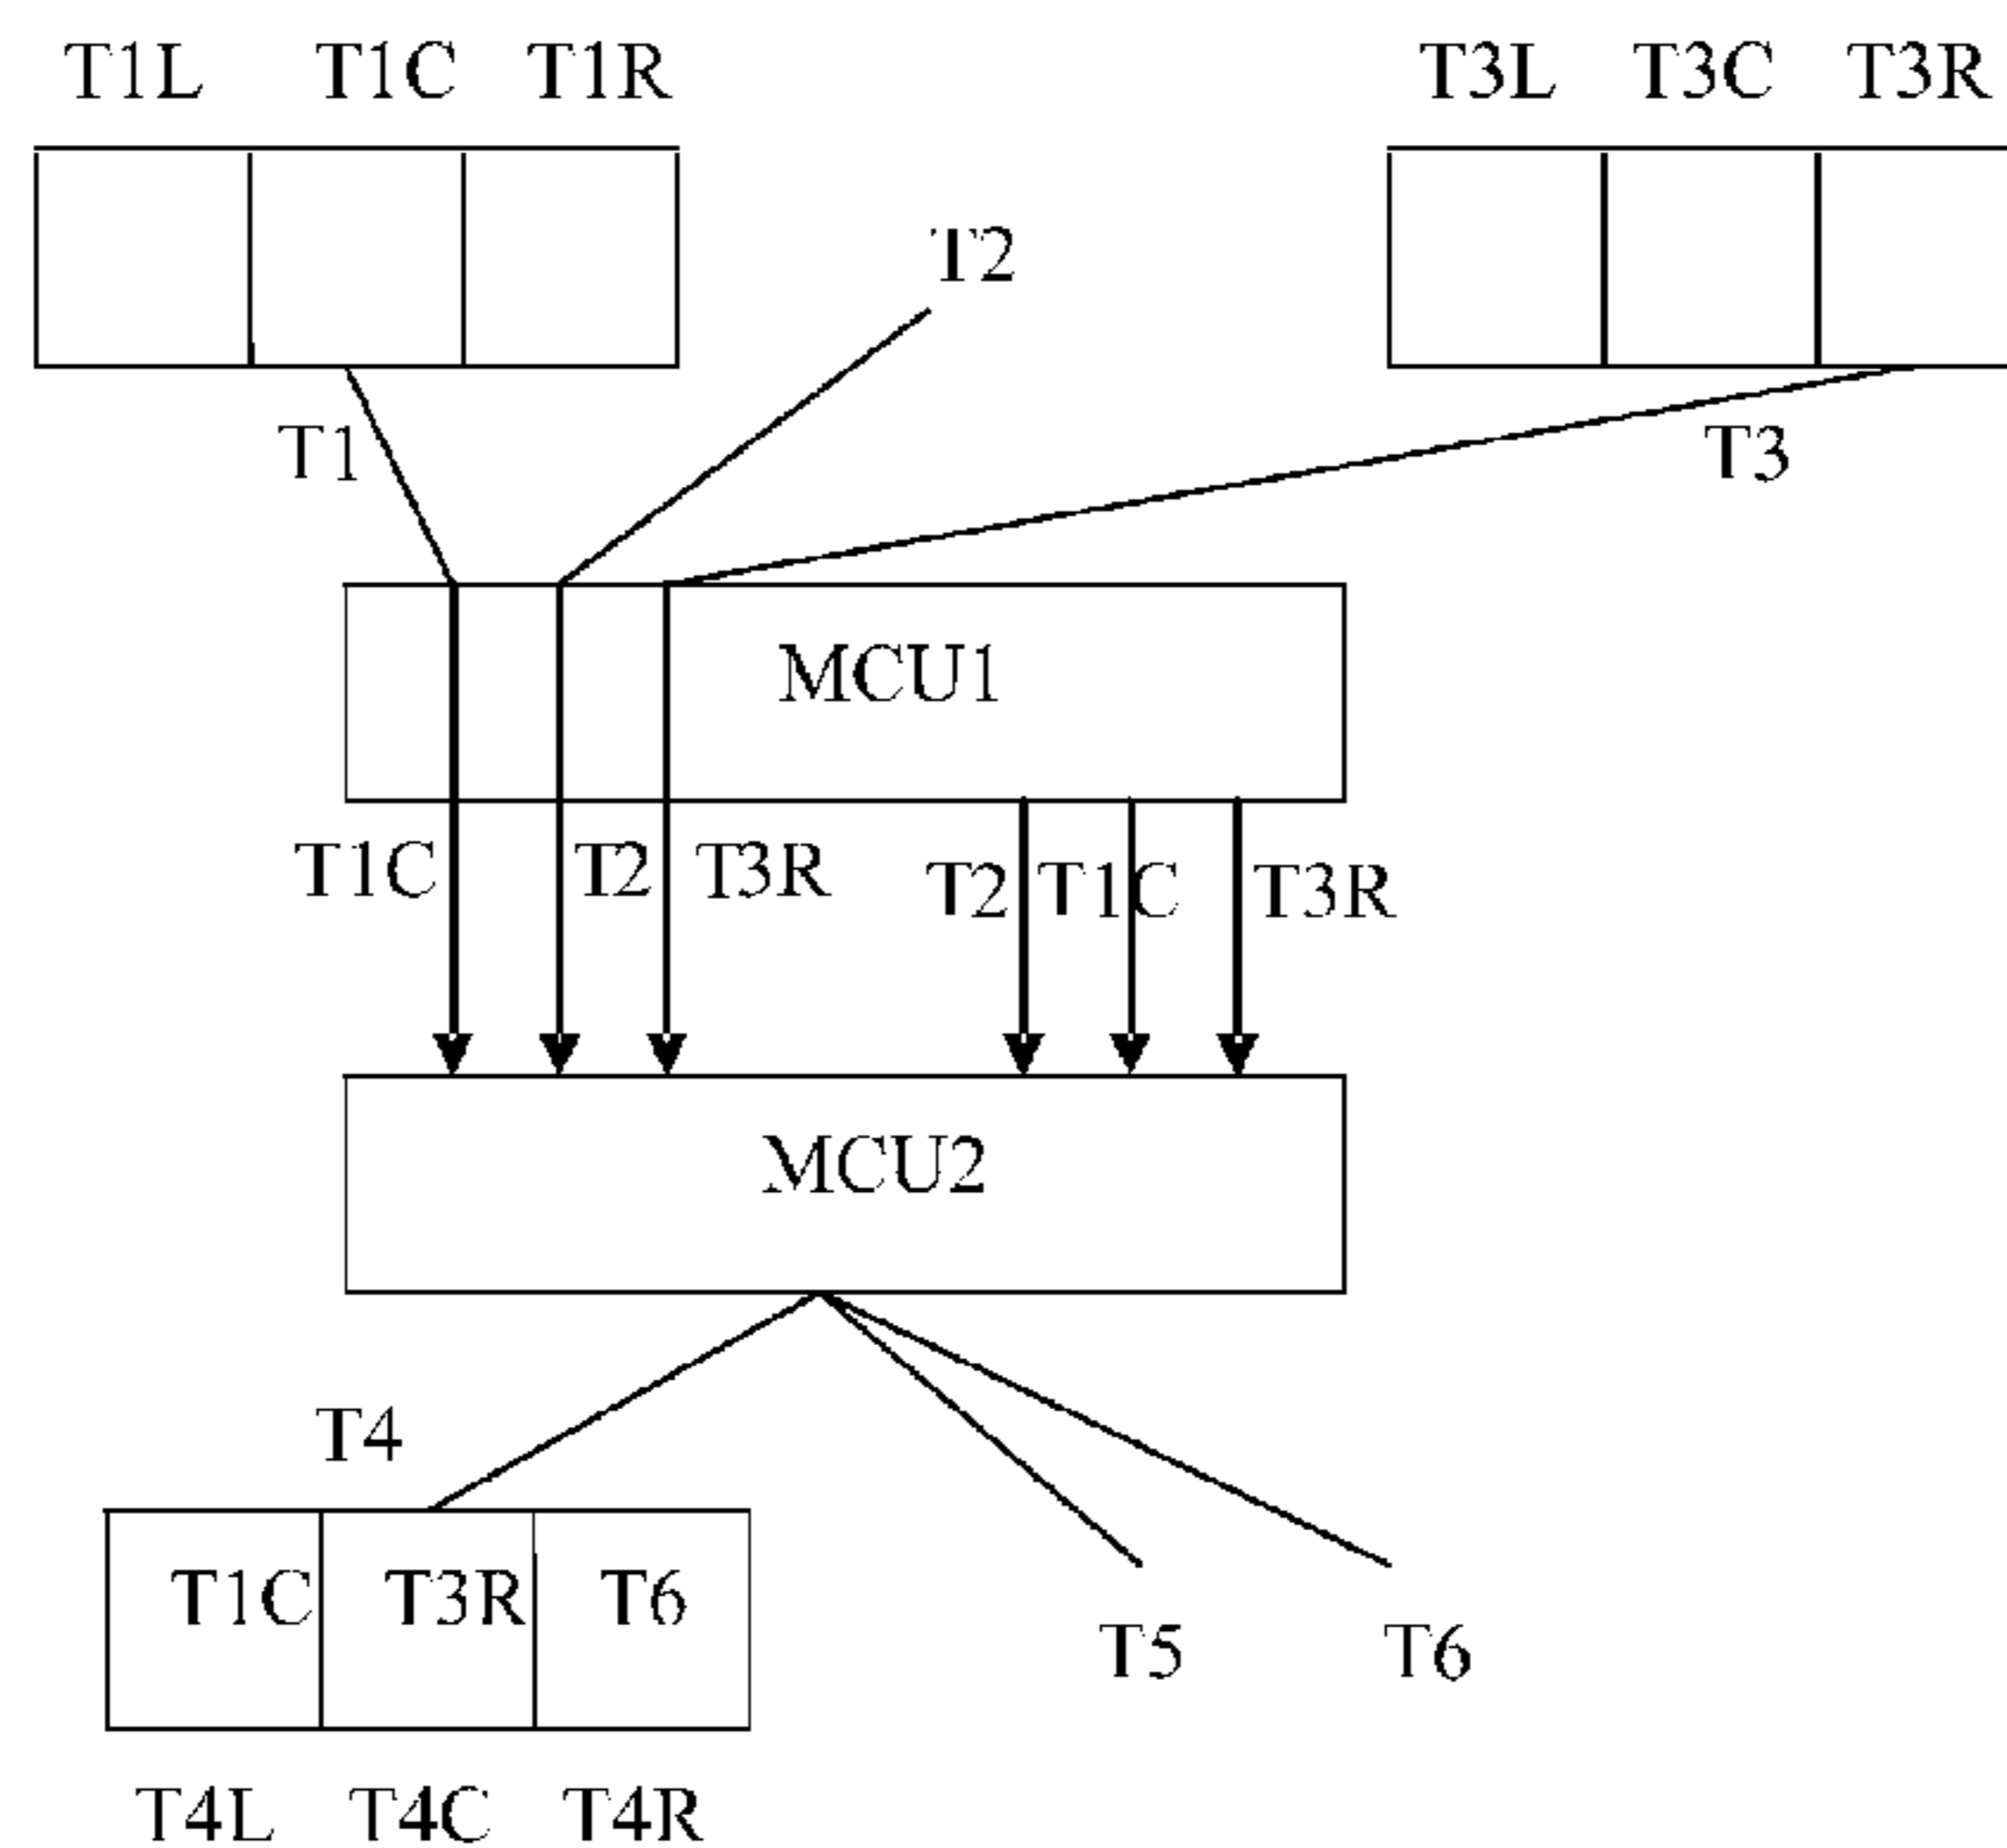 T1L T1C T1R T3L T3C T3R
T2
T1 T3
MCU1
T1C T2 T3R T2 T1C T3R
MCU2
T4
T1C T3R T6
T5 T6
T4L T4C T4R